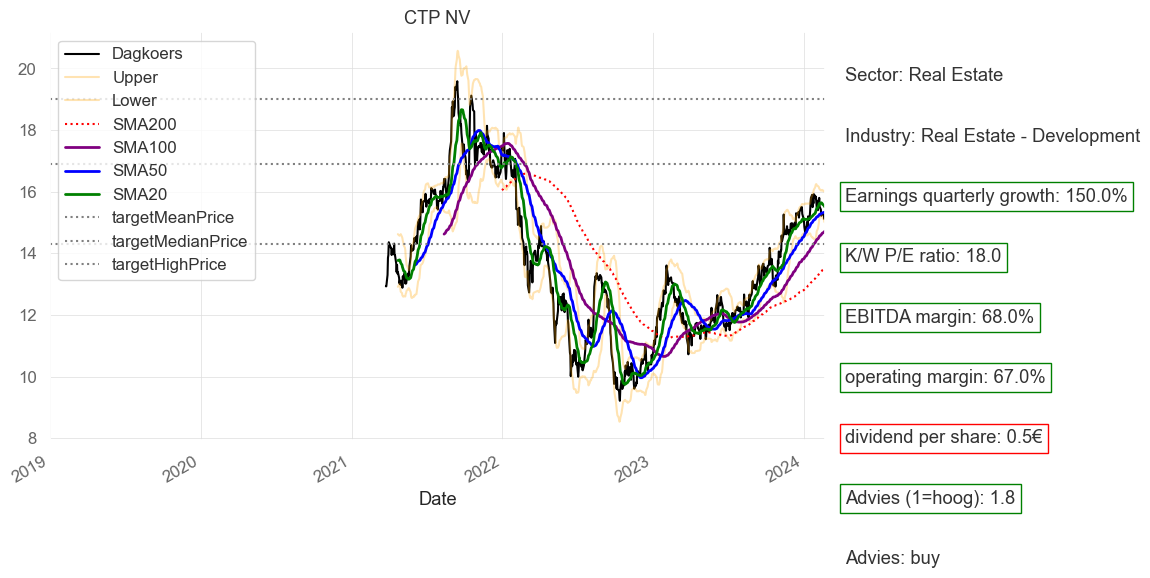 CTP NV
Dagkoers
Upper
Lower
SMA200
SMA100
SMA50
SMA20
targetMeanPrice
targetMedianPrice
targetHighPrice
20
18
16
14
12
10
8
2019
2020
2021
2022
2023
2024
Date
Sector: Real Estate
Industry: Real Estate - Development
Earnings quarterly growth: 150.0%
K/W P/E ratio: 18.0
EBITDA margin: 68.0%
operating margin: 67.0%
dividend per share: 0.5€
Advies (1=hoog): 1.8
Advies: buy